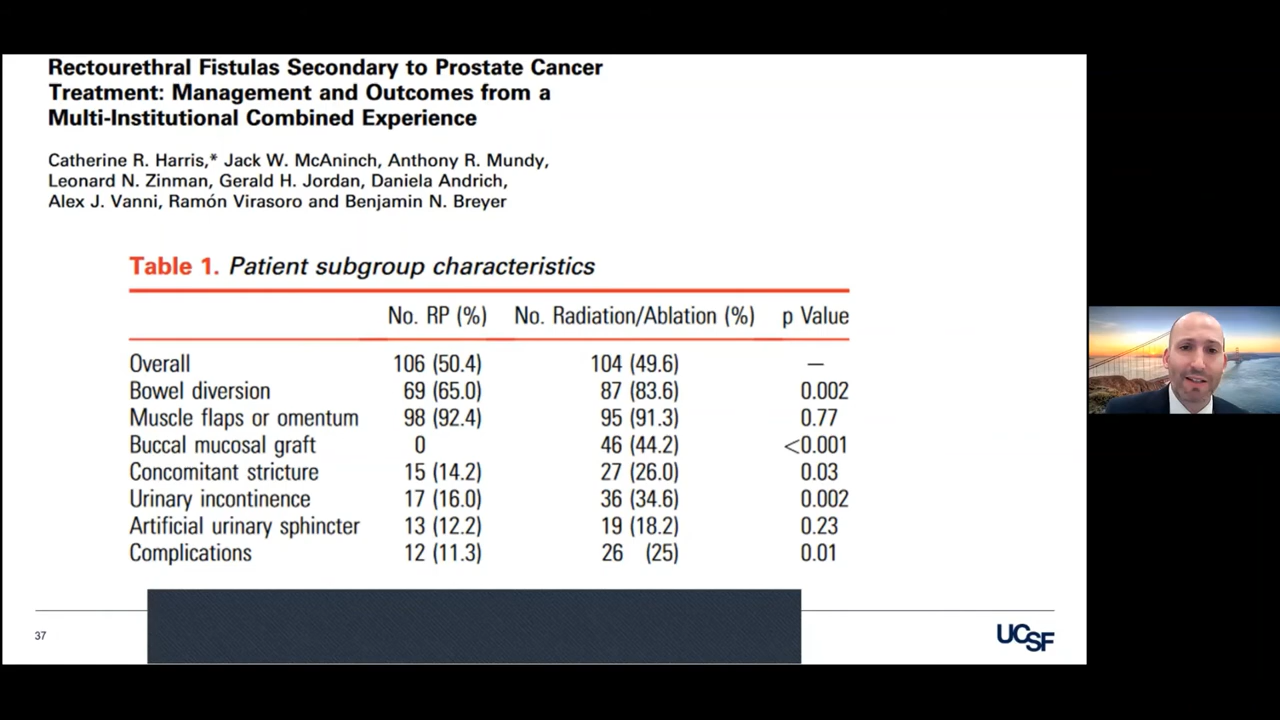 Rectourethral Fistulas Secondary to Prostate Cancer
Treatment: Management and Outcomes from a
Multi-Institutional Combined Experience
Catherine R. Harris,* Jack W. McAninch, Anthony R. Mundy,
Leonard N. Zinman, Gerald H. Jordan, Daniela Andrich,
Alex J. Vanni, Ramón Virasoro and Benjamin N. Breyer
Table 1. Patient subgroup characteristics
No. RP (%) No. Radiation/Ablation (%) p Value
Overall 106 (50.4) 104 (49.6) —
Bowel diversion 69 (65.0) 87 (83.6) 0.002
Muscle flaps or omentum 98 (92.4) 95 (91.3) 0.77
Buccal mucosal graft 0 46 (44.2) <0.001
Concomitant stricture 15 (14.2) 27 (26.0) 0.03
Urinary incontinence 17 (16.0) 36 (34.6) 0.002
Artificial urinary sphincter 13 (12.2) 19 (18.2) 0.23
Complications 12 (11.3) 26 (25) 0.01
37
UCSF